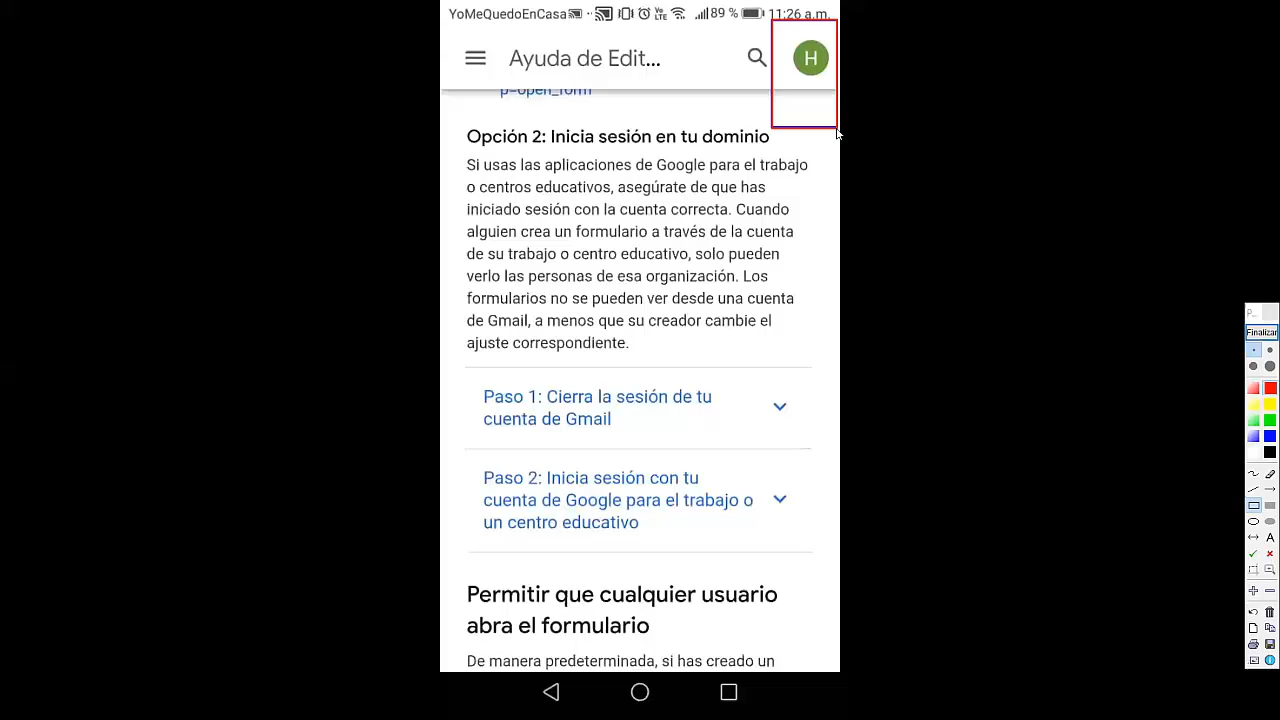 YoMeQuedoEnCasa 89 % 11:26 a.m.
Ayuda de Edit... H
p=open_form
Opción 2: Inicia sesión en tu dominio
Si usas las aplicaciones de Google para el trabajo
o centros educativos, asegúrate de que has
iniciado sesión con la cuenta correcta. Cuando
alguien crea un formulario a través de la cuenta
de su trabajo o centro educativo, solo pueden
verlo las personas de esa organización. Los
formularios no se pueden ver desde una cuenta
de Gmail, a menos que su creador cambie el
ajuste correspondiente.
Paso 1: Cierra la sesión de tu
cuenta de Gmail
Paso 2: Inicia sesión con tu
cuenta de Google para el trabajo o
un centro educativo
Permitir que cualquier usuario
abra el formulario
De manera predeterminada, si has creado un
P...
Finalizar
A